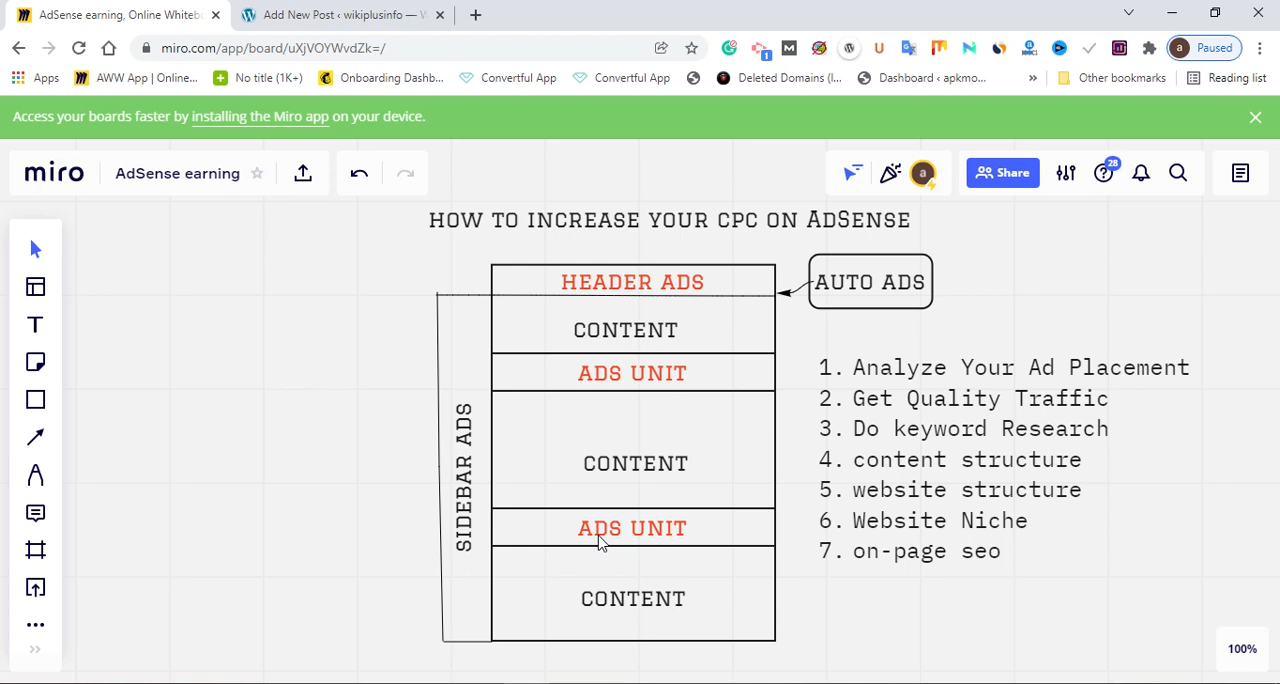 AdSense earning, Online Whitebo
Add New Post ‹ wikiplusinfo — W
miro.com/app/board/uXjVOYWvdZk=/
Paused
Apps
AWW App | Online...
No title (1K+)
Onboarding Dashb...
Convertful App
Convertful App
Deleted Domains (I...
Dashboard ‹ apkmo...
Other bookmarks
Reading list
Access your boards faster by installing the Miro app on your device.
miro
AdSense earning
Share
28
HOW TO INCREASE YOUR CPC ON ADSENSE
HEADER ADS
AUTO ADS
CONTENT
ADS UNIT
CONTENT
ADS UNIT
CONTENT
SIDEBAR ADS
1. Analyze Your Ad Placement
2. Get Quality Traffic
3. Do keyword Research
4. content structure
5. website structure
6. Website Niche
7. on-page seo
100%